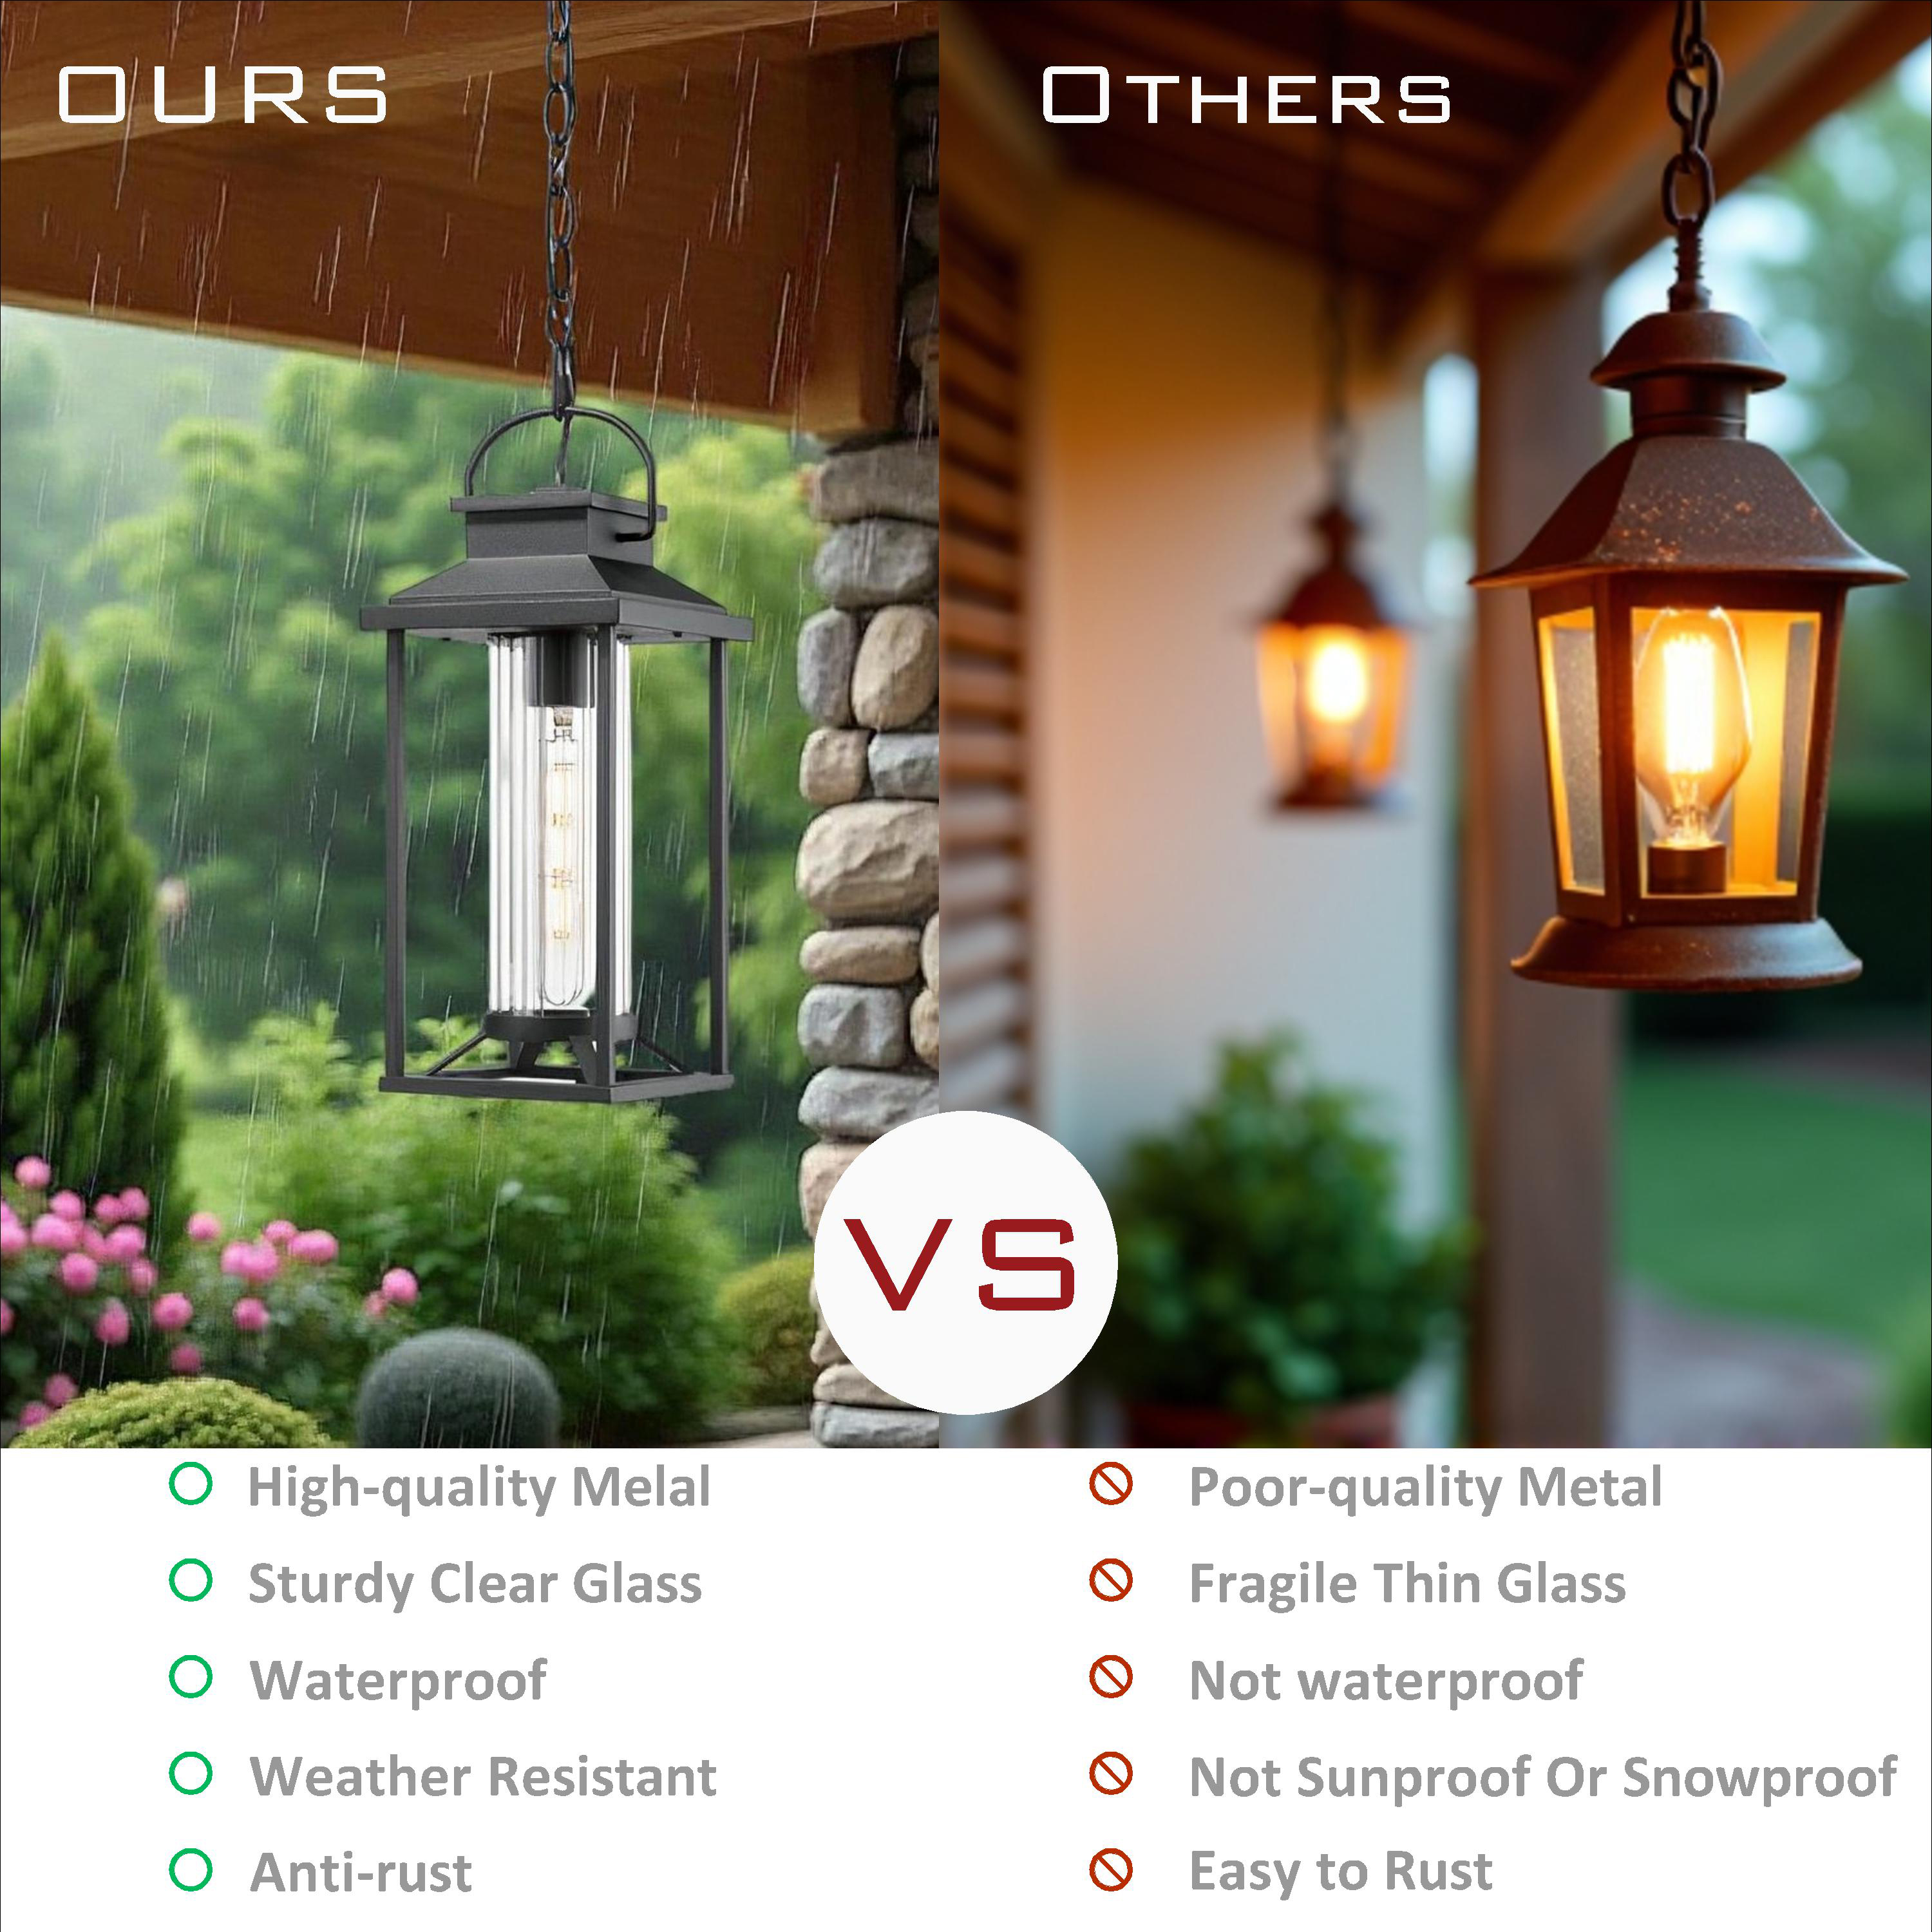 OURS
OTHERS
VS
High-quality Melal
Sturdy Clear Glass
Waterproof
Weather Resistant
Anti-rust
Poor-quality Metal
Fragile Thin Glass
Not waterproof
Not Sunproof Or Snowproof
Easy to Rust